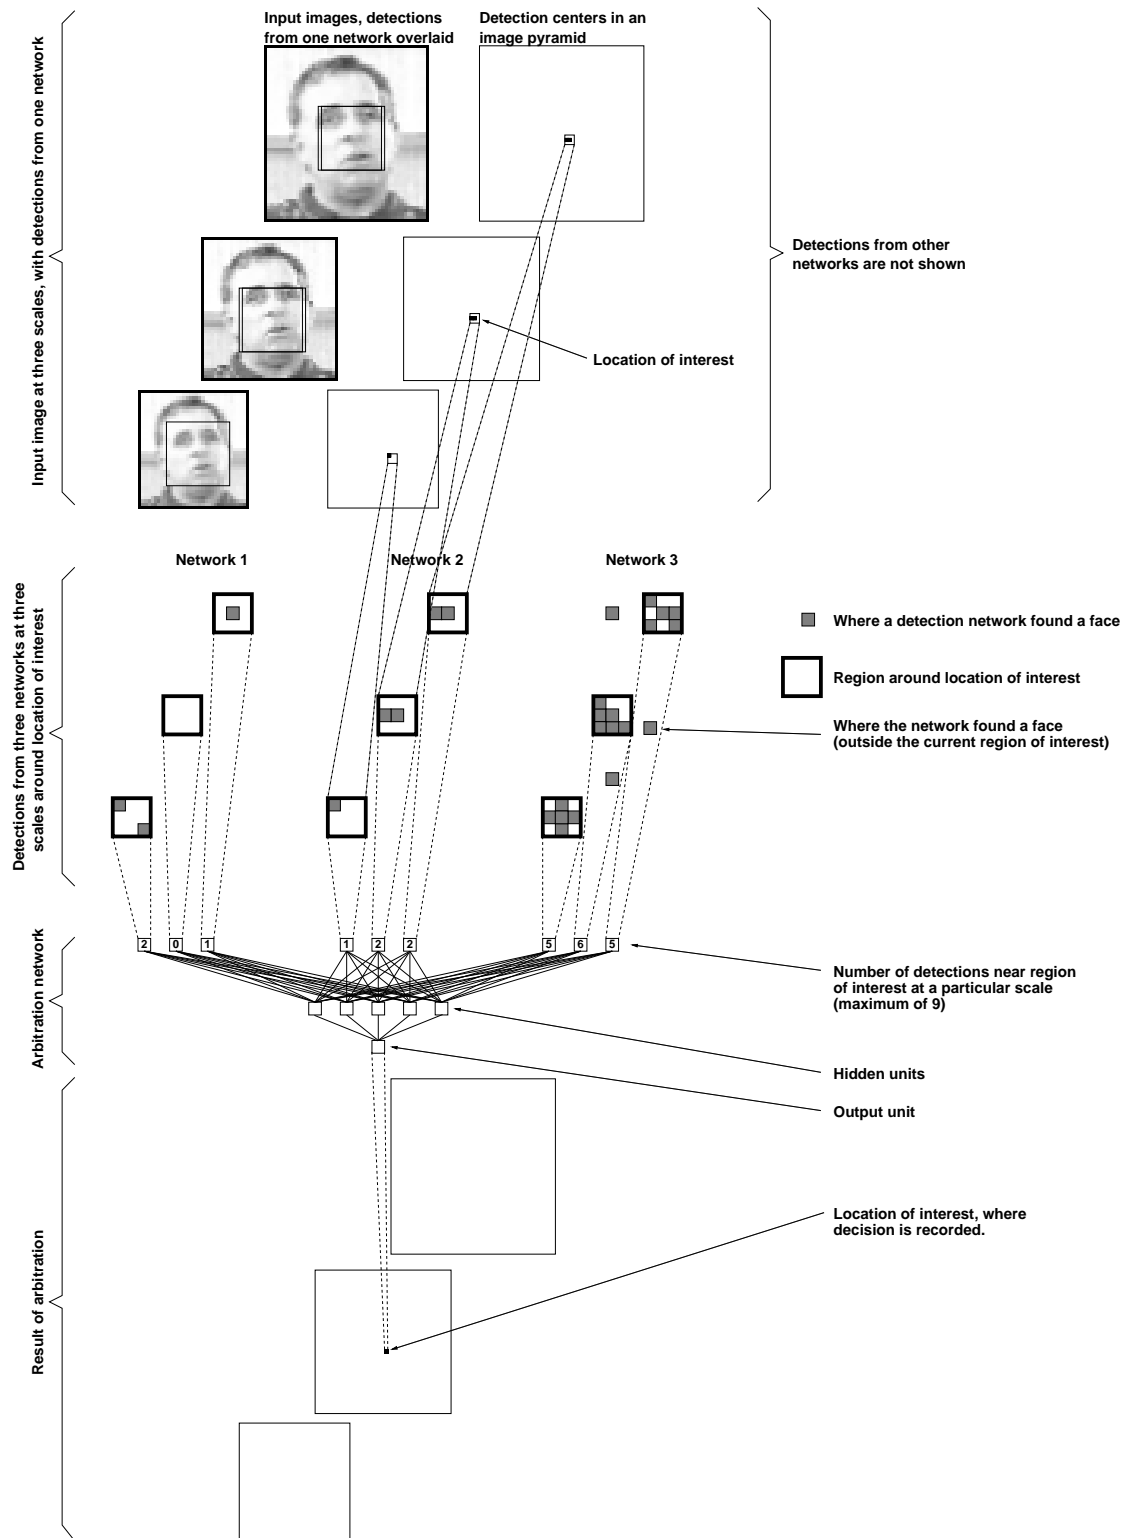 Input images, detections
from one network overlaid
Detection centers in an
image pyramid
Input image at three scales, with detections from one network
Detections from other
networks are not shown
Location of interest
Network 1
Network 2
Network 3
Detections from three networks at three
scales around location of interest
Where a detection network found a face
Region around location of interest
Where the network found a face
(outside the current region of interest)
Arbitration network
2 0 1 1 2 2 5 6 5
Number of detections near region
of interest at a particular scale
(maximum of 9)
Hidden units
Output unit
Result of arbitration
Location of interest, where
decision is recorded.